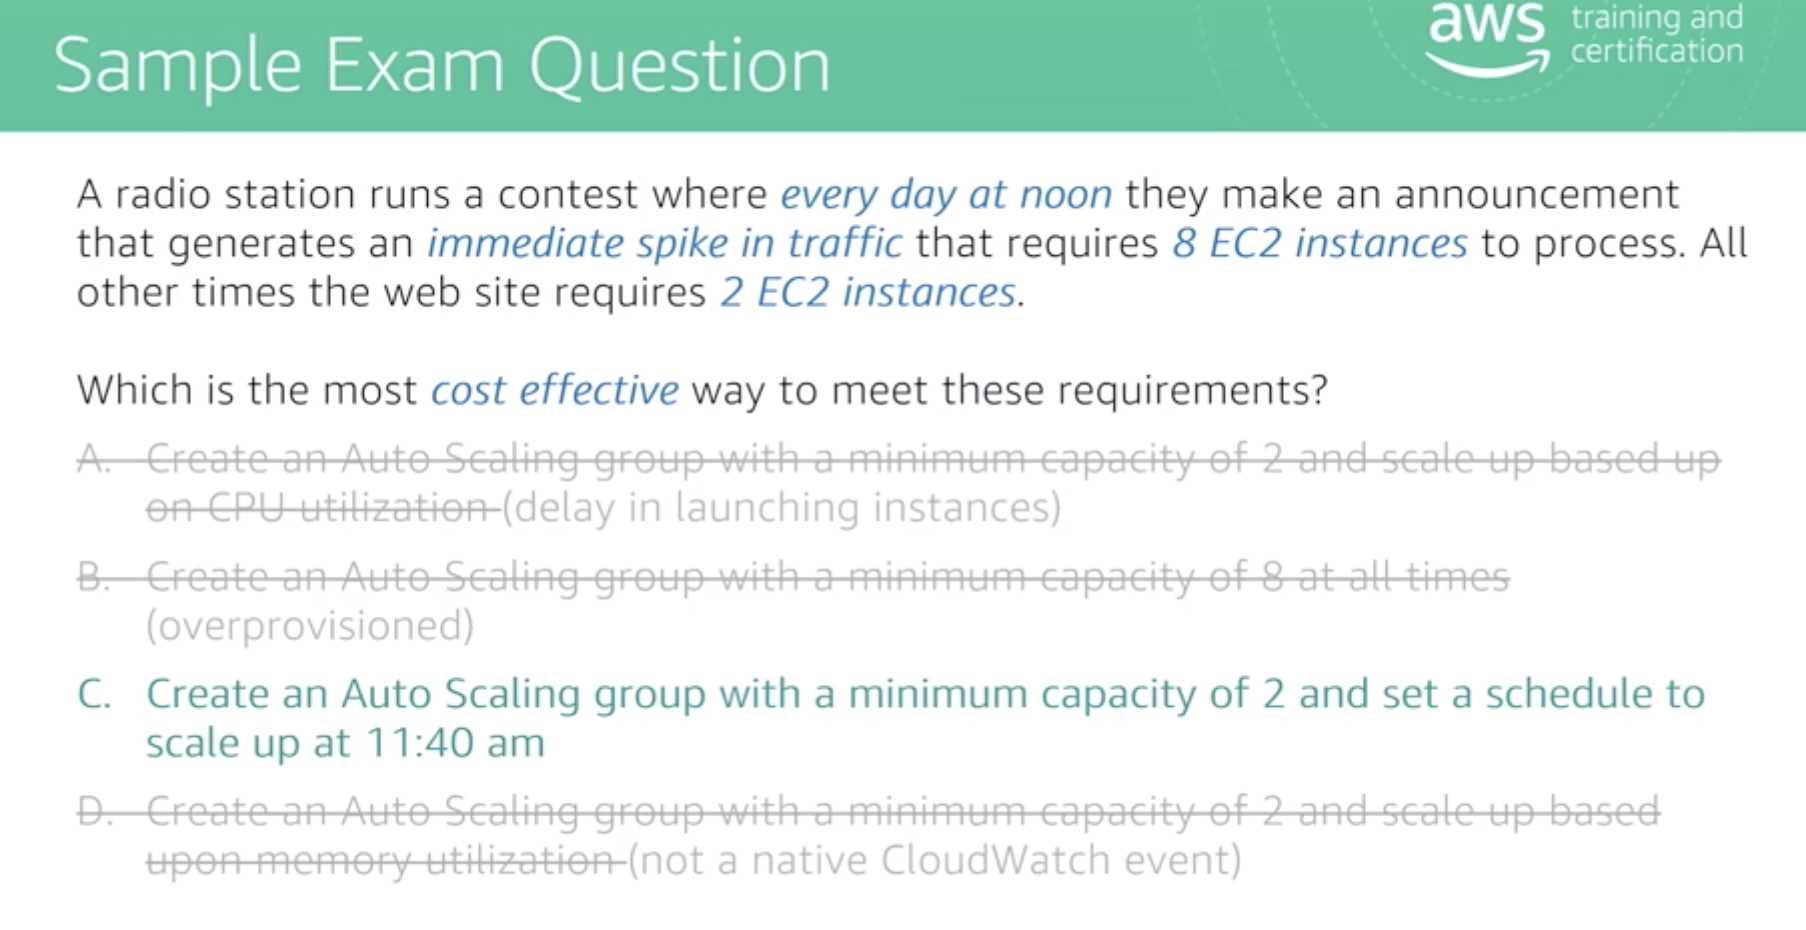 Sample Exam Question
aws training and
certification
A radio station runs a contest where every day at noon they make an announcement
that generates an immediate spike in traffic that requires 8 EC2 instances to process. All
other times the web site requires 2 EC2 instances.
Which is the most cost effective way to meet these requirements?
A. Create an Auto Scaling group with a minimum capacity of 2 and scale up based up
on CPU utilization (delay in launching instances)
B. Create an Auto Scaling group with a minimum capacity of 8 at all times
(overprovisioned)
C. Create an Auto Scaling group with a minimum capacity of 2 and set a schedule to
scale up at 11:40 am
D. Create an Auto Scaling group with a minimum capacity of 2 and scale up based
upon memory utilization (not a native CloudWatch event)